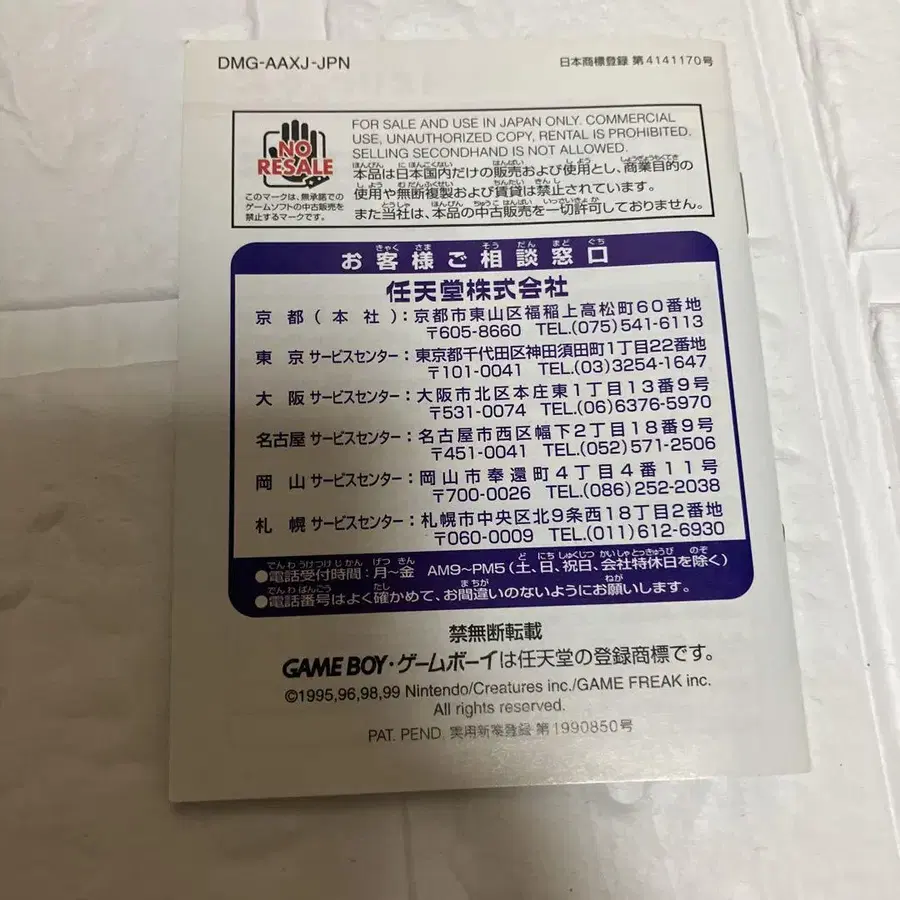 DMG-AAXJ-JPN
日本商標登録 第4141170号
NO
RESALE
このマークは、無承諾での
ゲームソフトの中古販売を
禁止するマークです。
FOR SALE AND USE IN JAPAN ONLY. COMMERCIAL
USE, UNAUTHORIZED COPY, RENTAL IS PROHIBITED.
SELLING SECONDHAND IS NOT ALLOWED.
本品は日本国内だけの販売および使用とし、商業目的の
使用や無断複製および賃貸は禁止されています。
また当社は、本品の中古販売を一切許可しておりません。
お客様ご相談窓口
任天堂株式会社
京都(本社):京都市東山区福稲上高松町60番地
〒605-8660 TEL.(075)541-6113
東京サービスセンター:東京都千代田区神田須田町1丁目22番地
〒101-0041 TEL.(03)3254-1647
大阪サービスセンター:大阪市北区本庄東1丁目13番9号
〒531-0074 TEL.(06)6376-5970
名古屋サービスセンター:名古屋市西区幅下2丁目18番9号
〒451-0041 TEL.(052)571-2506
岡山サービスセンター:岡山市奉還町4丁目4番11号
〒700-0026 TEL.(086)252-2038
札幌サービスセンター:札幌市中央区北9条西18丁目2番地
〒060-0009 TEL.(011)612-6930
●電話受付時間:月~金 AM9~PM5(土、日、祝日、会社特休日を除く)
●電話番号はよく確かめて、お間違いのないようにお願いします。
禁無断転載
GAME BOY・ゲームボーイは任天堂の登録商標です。
©1995,96,98,99 Nintendo/Creatures inc./GAME FREAK inc.
All rights reserved.
PAT. PEND. 実用新案登録 第1990850号